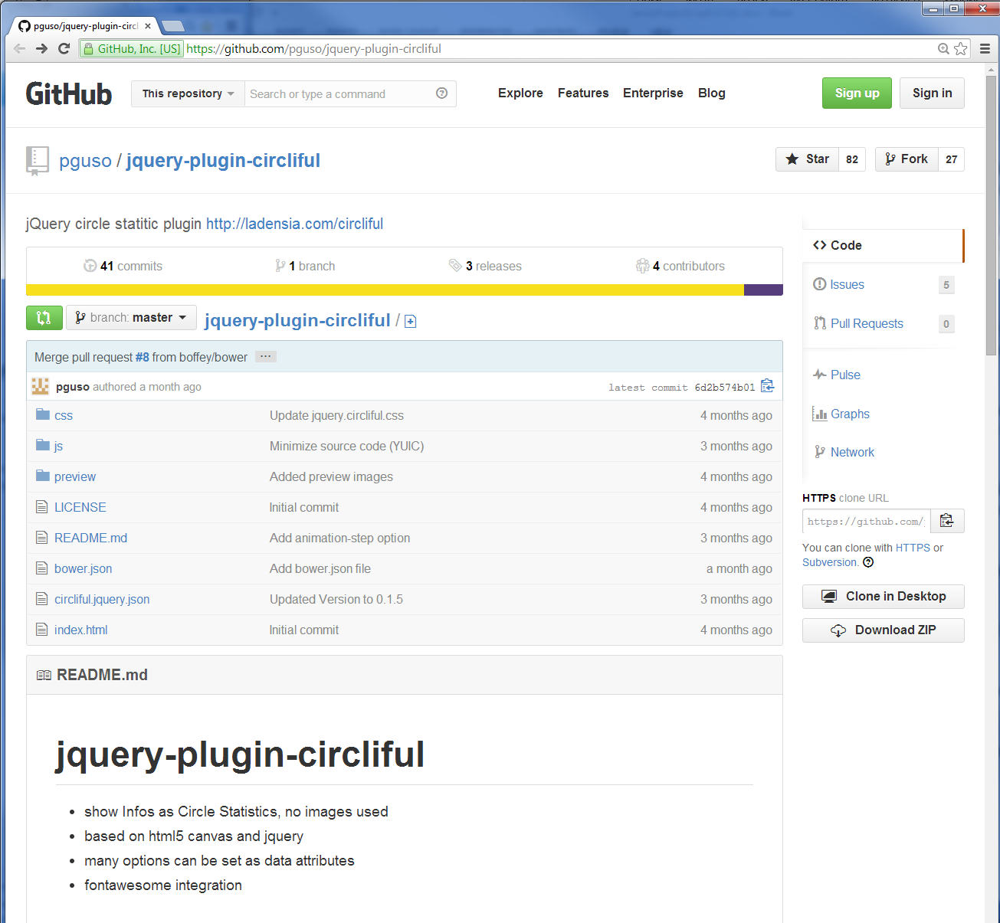 pguso/jquery-plugin-circl
GitHub, Inc. [US] https://github.com/pguso/jquery-plugin-circliful
GitHub This repository Search or type a command Explore Features Enterprise Blog Sign up Sign in
pguso / jquery-plugin-circliful Star 82 Fork 27
jQuery circle statitic plugin http://ladensia.com/circliful
41 commits 1 branch 3 releases 4 contributors
branch: master jquery-plugin-circliful /
Merge pull request #8 from boffey/bower ...
pguso authored a month ago latest commit 6d2b574b01
css Update jquery.circliful.css 4 months ago
js Minimize source code (YUIC) 3 months ago
preview Added preview images 4 months ago
LICENSE Initial commit 4 months ago
README.md Add animation-step option 3 months ago
bower.json Add bower.json file a month ago
circliful.jquery.json Updated Version to 0.1.5 3 months ago
index.html Initial commit 4 months ago
README.md
jquery-plugin-circliful
• show Infos as Circle Statistics, no images used
• based on html5 canvas and jquery
• many options can be set as data attributes
• fontawesome integration
Code
Issues 5
Pull Requests 0
Pulse
Graphs
Network
HTTPS clone URL
https://github.com/
You can clone with HTTPS or
Subversion.
Clone in Desktop
Download ZIP